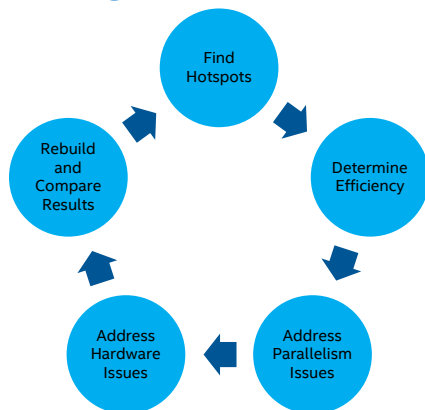 Find
Hotspots
Determine
Efficiency
Address
Parallelism
Issues
Address
Hardware
Issues
Rebuild
and
Compare
Results